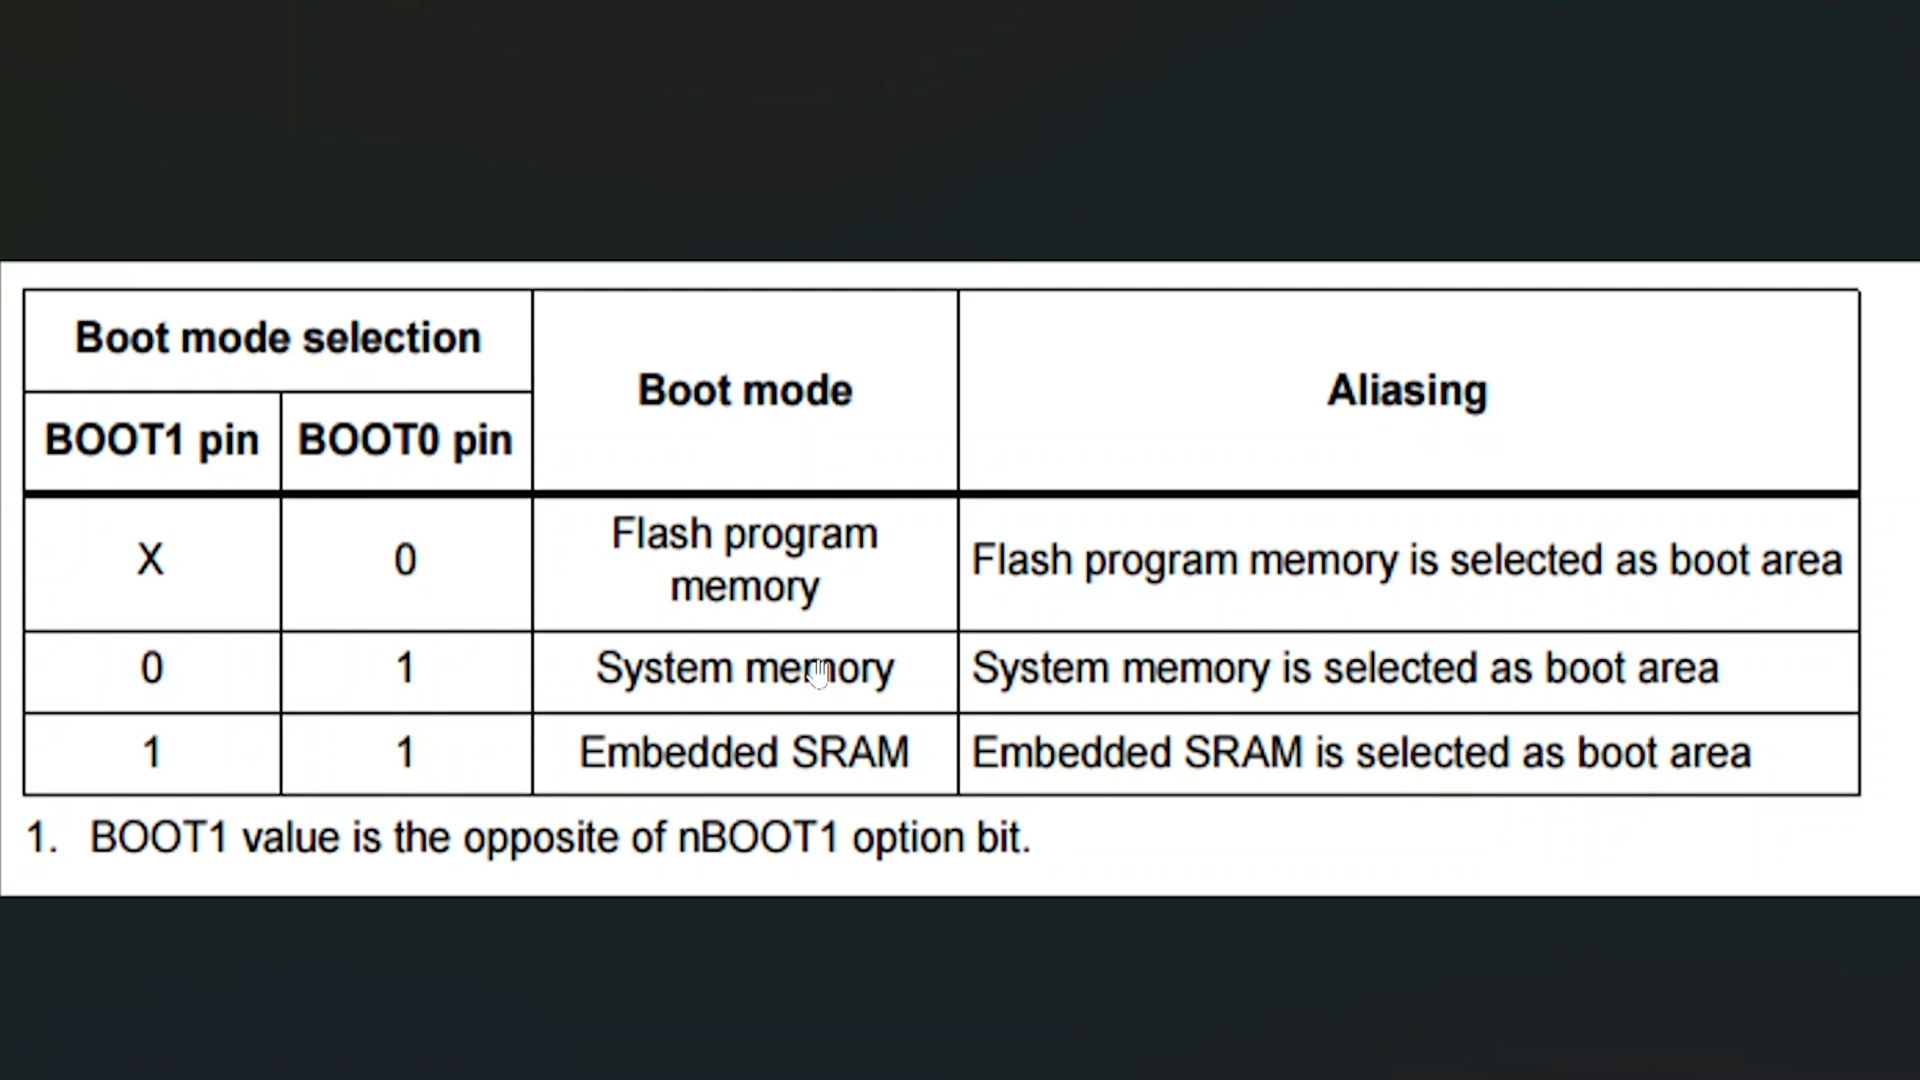 Boot mode selection
Boot mode
Aliasing
BOOT1 pin
BOOT0 pin
X
0
Flash program
memory
Flash program memory is selected as boot area
0
1
System memory
System memory is selected as boot area
1
1
Embedded SRAM
Embedded SRAM is selected as boot area
1. BOOT1 value is the opposite of nBOOT1 option bit.